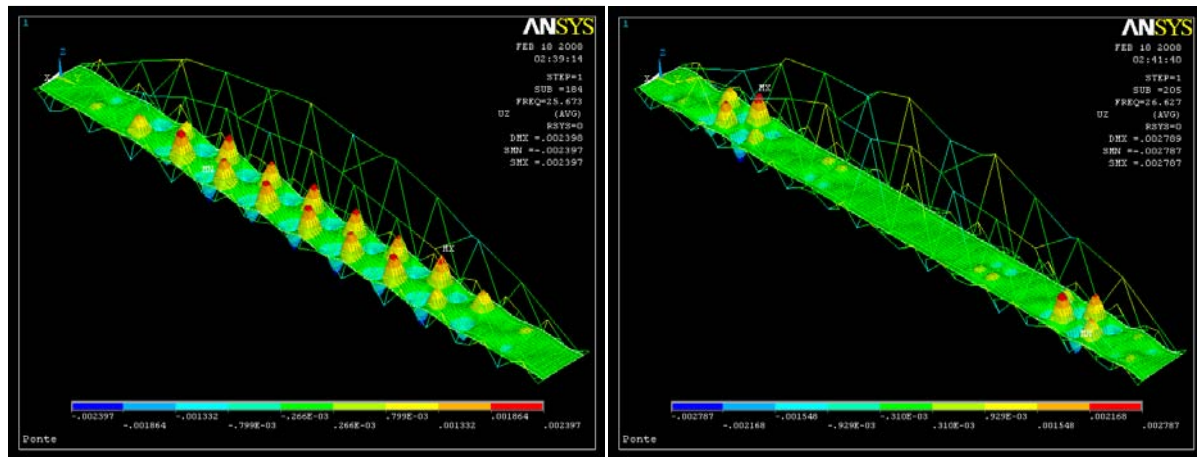 1
ANSYS
FEB 18 2008
02:39:14
STEP=1
SUB =184
FREQ=25.673
UZ (AVG)
RSYS=0
DMX =.002398
SMN =-.002397
SMX =.002397
Z
X
MN
MX
-.002397 -.001332 -.266E-03 .799E-03 .001864
-.001864 -.799E-03 .266E-03 .001332 .002397
Ponte
1
ANSYS
FEB 18 2008
02:41:40
STEP=1
SUB =205
FREQ=26.627
UZ (AVG)
RSYS=0
DMX =.002789
SMN =-.002787
SMX =.002787
Z
X
MX
MN
-.002787 -.001548 -.310E-03 .929E-03 .002168
-.002168 -.929E-03 .310E-03 .001548 .002787
Ponte